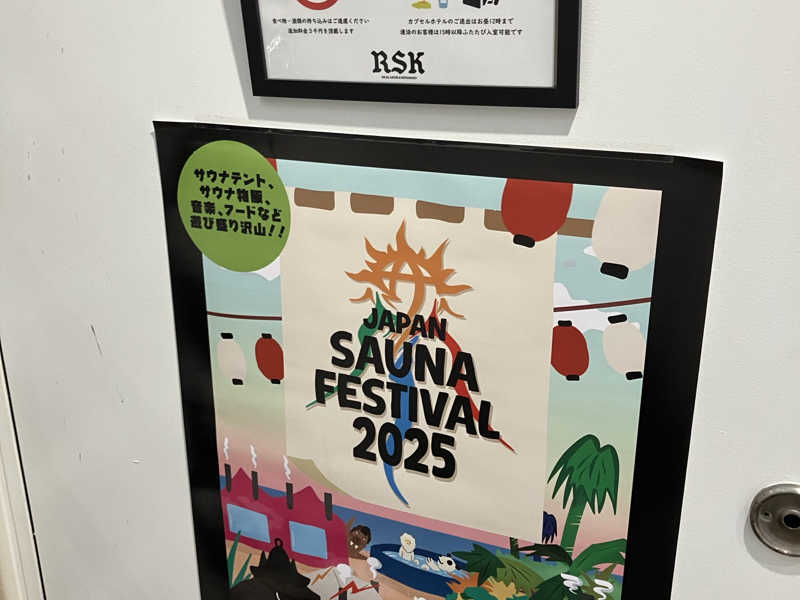 食べ物・酒類の持ち込みはご遠慮ください
追加料金3千円を頂戴します
カプセルホテルのご退出はお昼12時まで
連泊のお客様は15時以降ふたたび入室可能です
RSK
サウナテント、
サウナ物販、
音楽、フードなど
遊び盛り沢山！！
JAPAN
SAUNA
FESTIVAL
2025